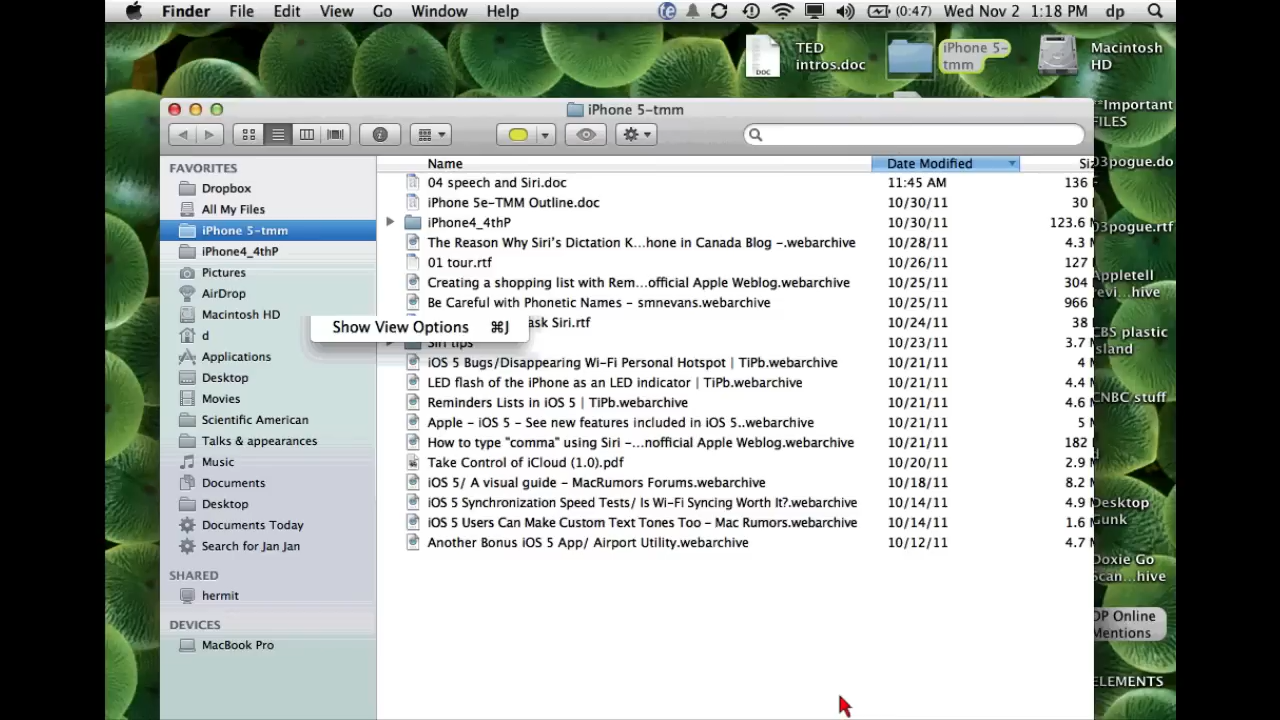 Finder File Edit View Go Window Help (0:47) Wed Nov 2 1:18 PM dp
TED
intros.doc
DOC
iPhone 5-
tmm
Macintosh
HD
iPhone 5-tmm
**Important
FILES
03pogue.do
03pogue.rtf
Appletell
CBS plastic
island
CNBC stuff
Desktop
Gunk
Doxie Go
Scan...hive
DP Online
Mentions
ELEMENTS
FAVORITES
Dropbox
All My Files
iPhone 5-tmm
iPhone4_4thP
Pictures
AirDrop
Macintosh HD
d
Applications
Desktop
Movies
Scientific American
Talks & appearances
Music
Documents
Desktop
Documents Today
Search for Jan Jan
SHARED
hermit
DEVICES
MacBook Pro
Show View Options ⌘J
Name Date Modified
04 speech and Siri.doc 11:45 AM 136
iPhone 5e-TMM Outline.doc 10/30/11 30
iPhone4_4thP 10/30/11 123.6
The Reason Why Siri's Dictation K...hone in Canada Blog -.webarchive 10/28/11 4.3
01 tour.rtf 10/26/11 127
Creating a shopping list with Rem...official Apple Weblog.webarchive 10/25/11 304
Be Careful with Phonetic Names - smnevans.webarchive 10/25/11 966
ask Siri.rtf 10/24/11 38
Siri tips 10/23/11 3.7
iOS 5 Bugs/Disappearing Wi-Fi Personal Hotspot | TiPb.webarchive 10/21/11 4
LED flash of the iPhone as an LED indicator | TiPb.webarchive 10/21/11 4.4
Reminders Lists in iOS 5 | TiPb.webarchive 10/21/11 4.6
Apple - iOS 5 - See new features included in iOS 5..webarchive 10/21/11 5
How to type "comma" using Siri -...nofficial Apple Weblog.webarchive 10/21/11 182
Take Control of iCloud (1.0).pdf 10/20/11 2.9
iOS 5/ A visual guide - MacRumors Forums.webarchive 10/18/11 8.2
iOS 5 Synchronization Speed Tests/ Is Wi-Fi Syncing Worth It?.webarchive 10/14/11 4.9
iOS 5 Users Can Make Custom Text Tones Too - Mac Rumors.webarchive 10/14/11 1.6
Another Bonus iOS 5 App/ Airport Utility.webarchive 10/12/11 4.7